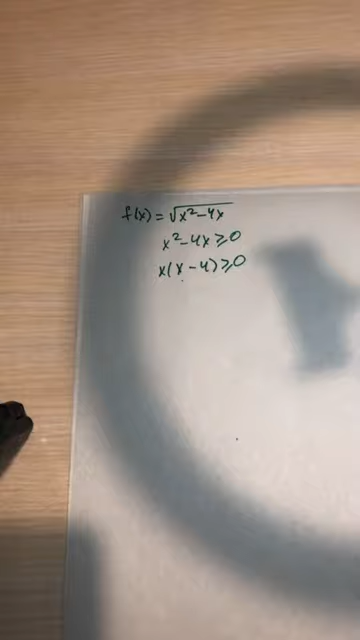 f(x) = √x²-4x
x²-4x ≥ 0
x(x-4) ≥ 0